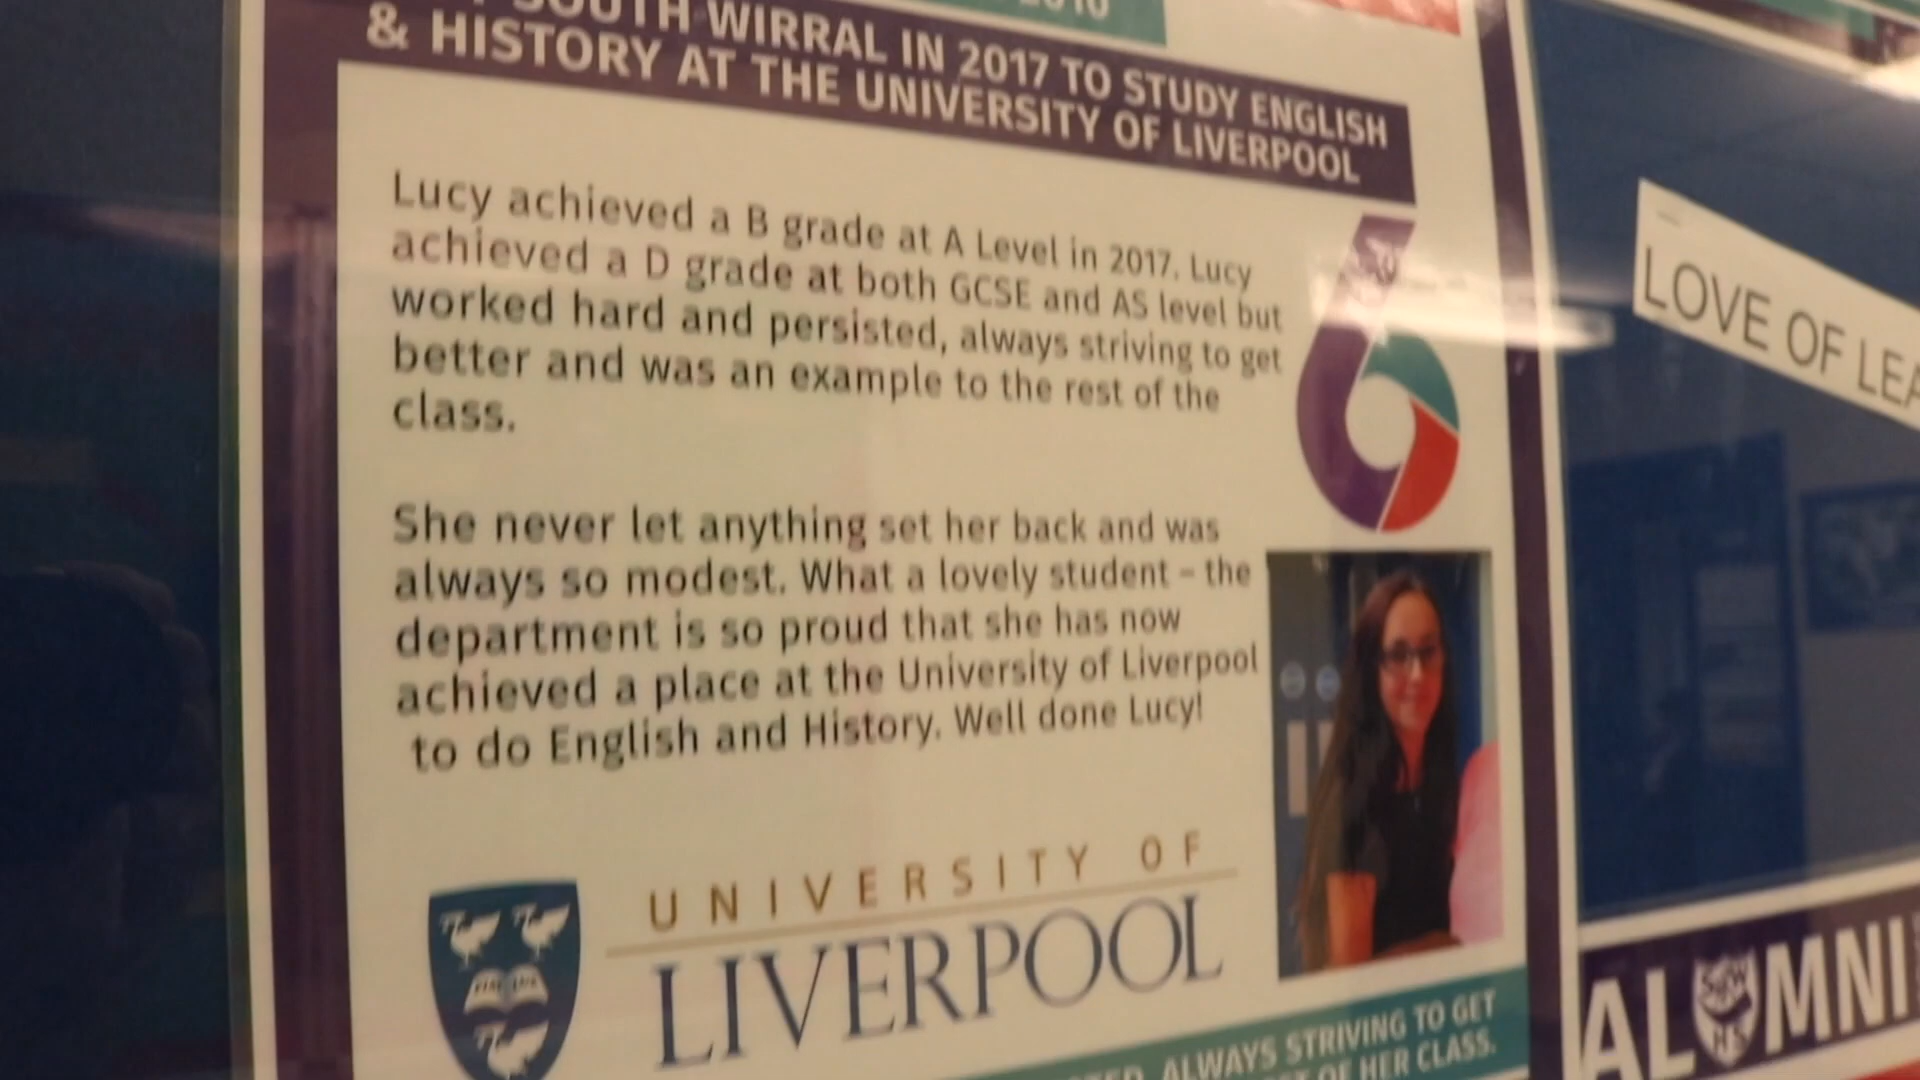 SOUTH WIRRAL IN 2017 TO STUDY ENGLISH
& HISTORY AT THE UNIVERSITY OF LIVERPOOL
Lucy achieved a B grade at A Level in 2017. Lucy
achieved a D grade at both GCSE and AS level but
worked hard and persisted, always striving to get
better and was an example to the rest of the
class.
She never let anything set her back and was
always so modest. What a lovely student – the
department is so proud that she has now
achieved a place at the University of Liverpool
to do English and History. Well done Lucy!
6
UNIVERSITY OF
LIVERPOOL
ALWAYS STRIVING TO GET
OF HER CLASS.
LOVE OF
ALUMNI